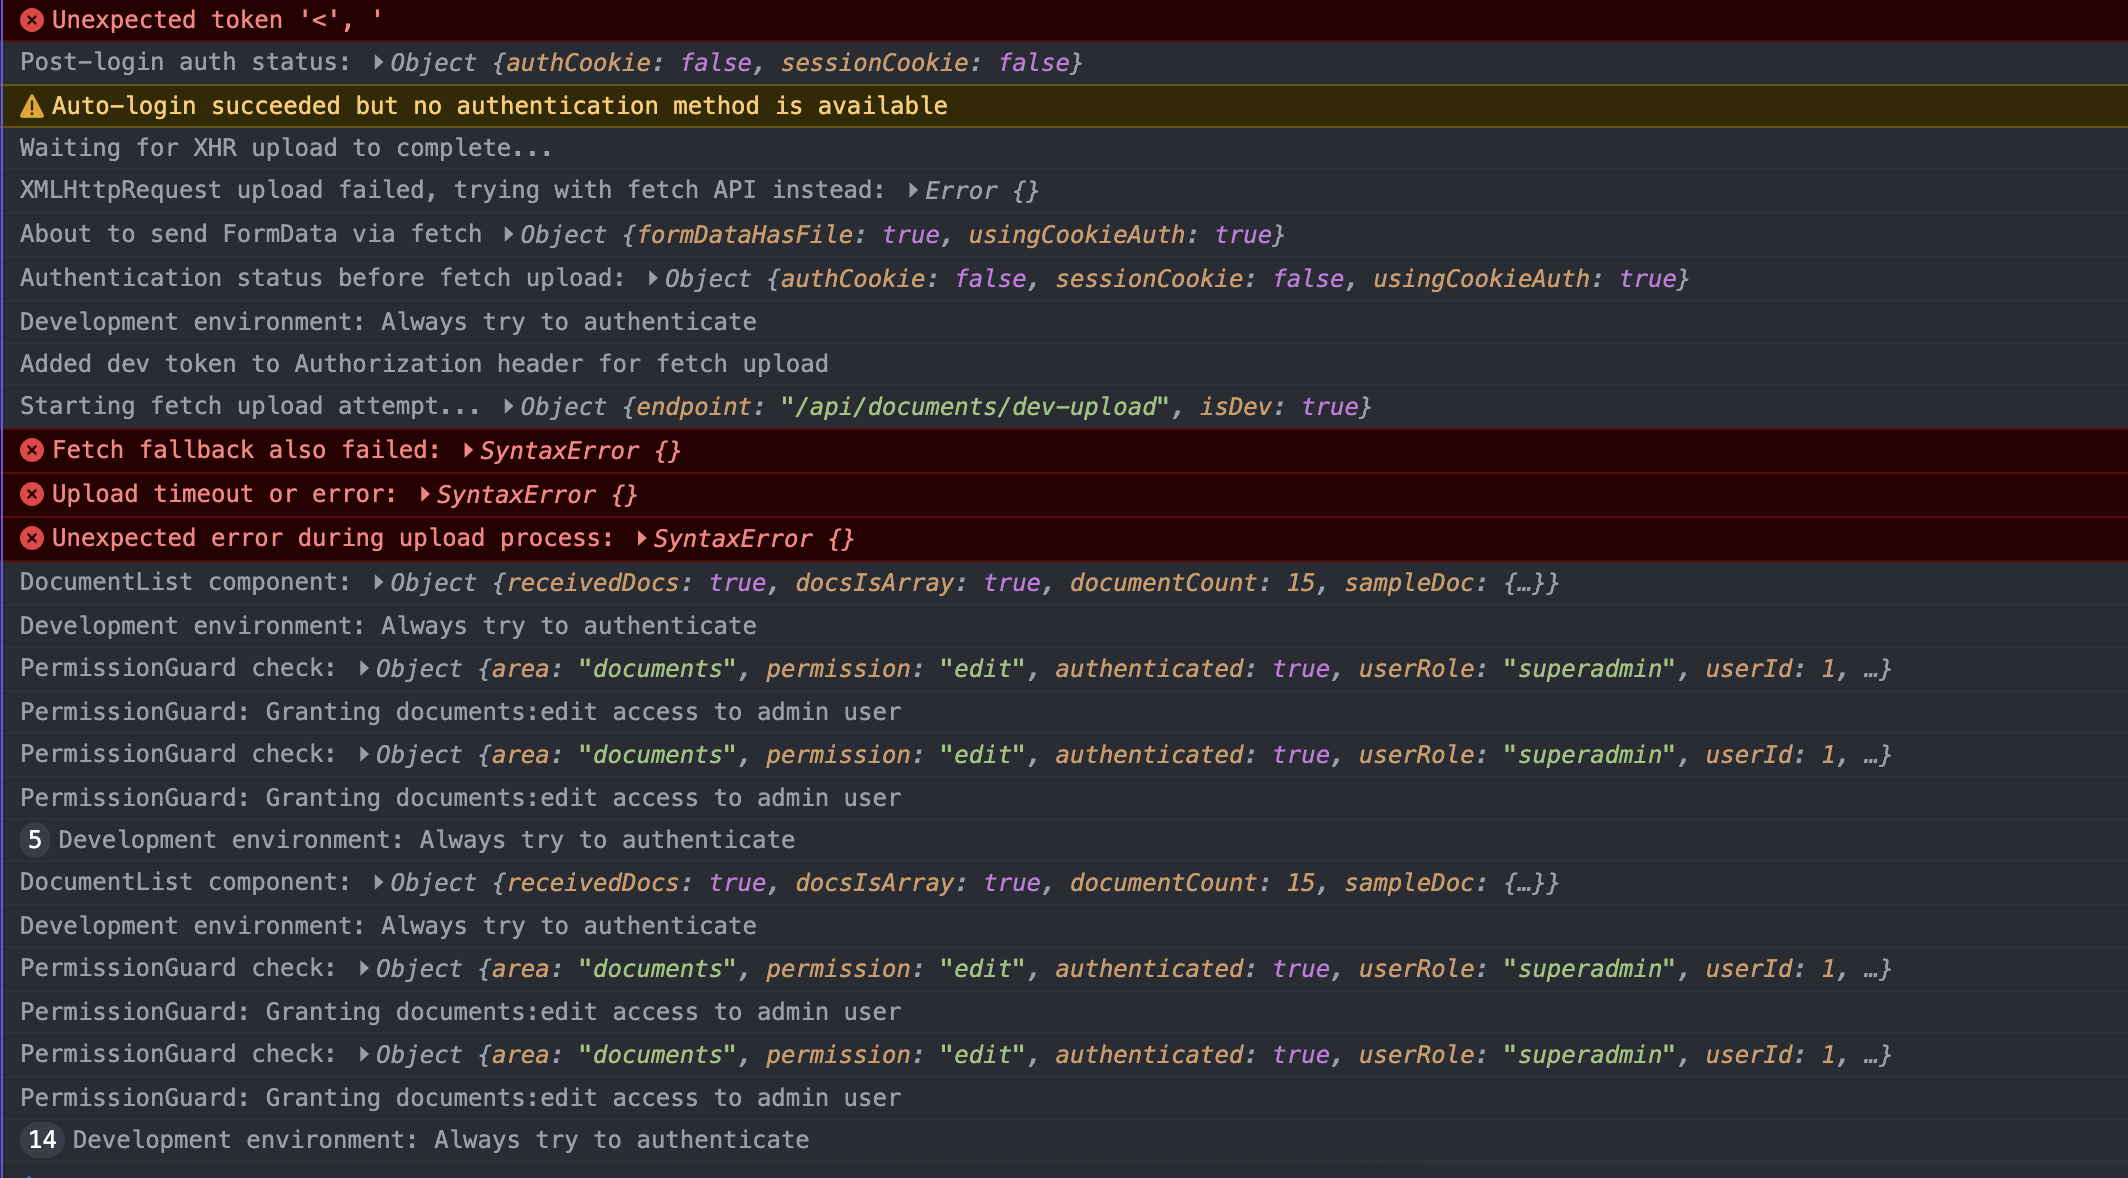 Unexpected token '<', '
Post-login auth status: Object {authCookie: false, sessionCookie: false}
Auto-login succeeded but no authentication method is available
Waiting for XHR upload to complete...
XMLHttpRequest upload failed, trying with fetch API instead: Error {}
About to send FormData via fetch Object {formDataHasFile: true, usingCookieAuth: true}
Authentication status before fetch upload: Object {authCookie: false, sessionCookie: false, usingCookieAuth: true}
Development environment: Always try to authenticate
Added dev token to Authorization header for fetch upload
Starting fetch upload attempt... Object {endpoint: "/api/documents/dev-upload", isDev: true}
Fetch fallback also failed: SyntaxError {}
Upload timeout or error: SyntaxError {}
Unexpected error during upload process: SyntaxError {}
DocumentList component: Object {receivedDocs: true, docsIsArray: true, documentCount: 15, sampleDoc: {…}}
Development environment: Always try to authenticate
PermissionGuard check: Object {area: "documents", permission: "edit", authenticated: true, userRole: "superadmin", userId: 1, …}
PermissionGuard: Granting documents:edit access to admin user
PermissionGuard check: Object {area: "documents", permission: "edit", authenticated: true, userRole: "superadmin", userId: 1, …}
PermissionGuard: Granting documents:edit access to admin user
5 Development environment: Always try to authenticate
DocumentList component: Object {receivedDocs: true, docsIsArray: true, documentCount: 15, sampleDoc: {…}}
Development environment: Always try to authenticate
PermissionGuard check: Object {area: "documents", permission: "edit", authenticated: true, userRole: "superadmin", userId: 1, …}
PermissionGuard: Granting documents:edit access to admin user
PermissionGuard check: Object {area: "documents", permission: "edit", authenticated: true, userRole: "superadmin", userId: 1, …}
PermissionGuard: Granting documents:edit access to admin user
14 Development environment: Always try to authenticate